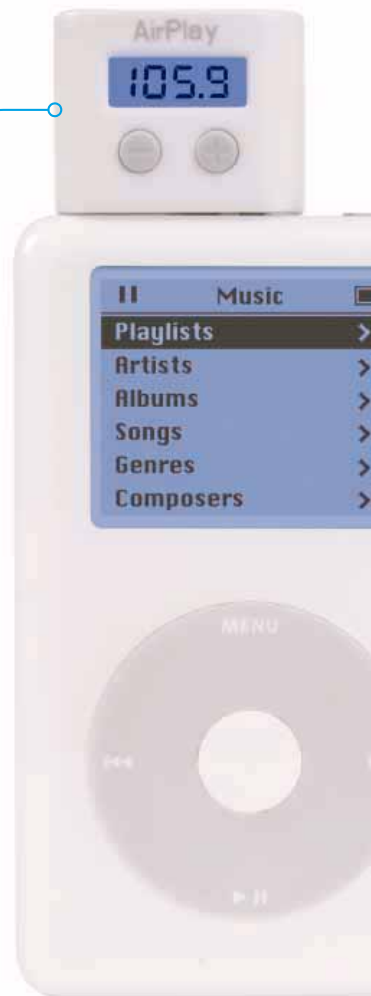 AirPlay
105.9
Music
Playlists
Artists
Albums
Songs
Genres
Composers
MENU